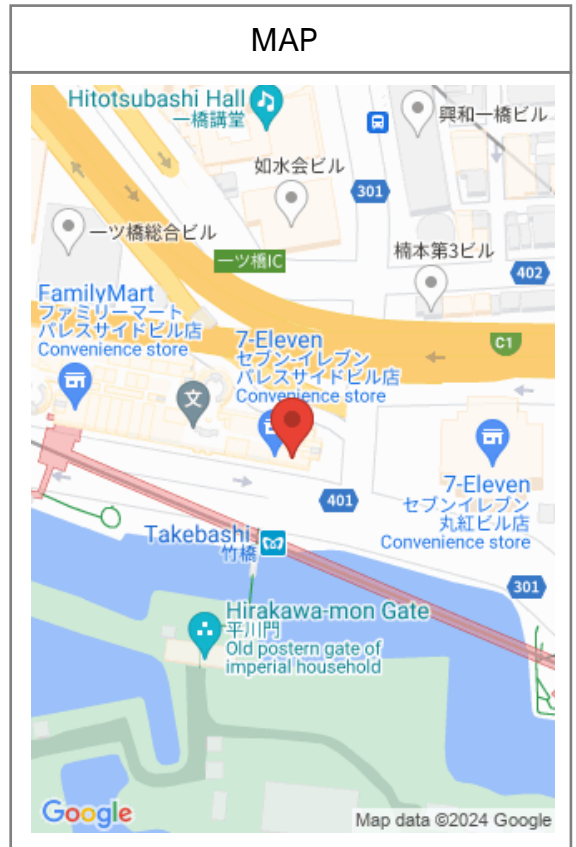 MAP
Hitotsubashi Hall
一橋講堂
興和一橋ビル
如水会ビル
301
一ツ橋総合ビル
一ツ橋IC
楠本第3ビル
402
FamilyMart
ファミリーマート
パレスサイドビル店
Convenience store
7-Eleven
セブン-イレブン
パレスサイドビル店
Convenience store
C1
文
7-Eleven
セブンイレブン
丸紅ビル店
Convenience store
401
Takebashi
竹橋
301
Hirakawa-mon Gate
平川門
Old postern gate of
imperial household
Google
Map data ©2024 Google